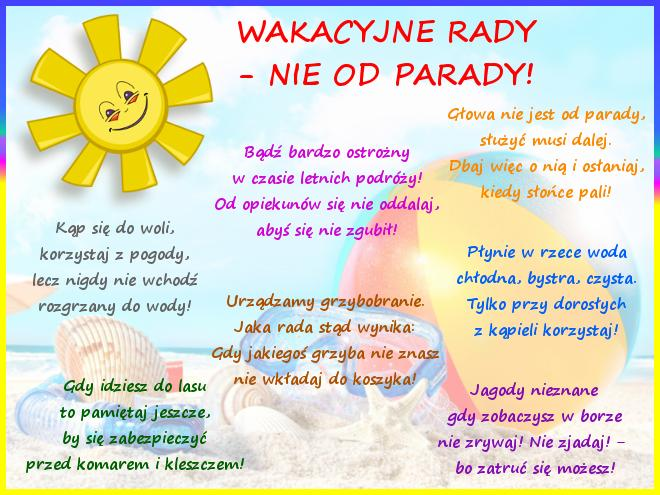 WAKACYJNE RADY
- NIE OD PARADY!
Głowa nie jest od parady,
służyć musi dalej.
Dbaj więc o nią i osłaniaj,
kiedy słońce pali!
Bądź bardzo ostrożny
w czasie letnich podróży!
Od opiekunów się nie oddalaj,
abyś się nie zgubił!
Kąp się do woli,
korzystaj z pogody,
lecz nigdy nie wchodź
rozgrzany do wody!
Płynie w rzece woda
chłodna, bystra, czysta.
Tylko przy dorosłych
z kąpieli korzystaj!
Urządzamy grzybobranie.
Jaka rada stąd wynika:
Gdy jakiegoś grzyba nie znasz
nie wkładaj do koszyka!
Gdy idziesz do lasu
to pamiętaj jeszcze,
by się zabezpieczyć
przed komarem i kleszczem!
Jagody nieznane
gdy zobaczysz w borze
nie zrywaj! Nie zjadaj! –
bo zatruć się możesz!